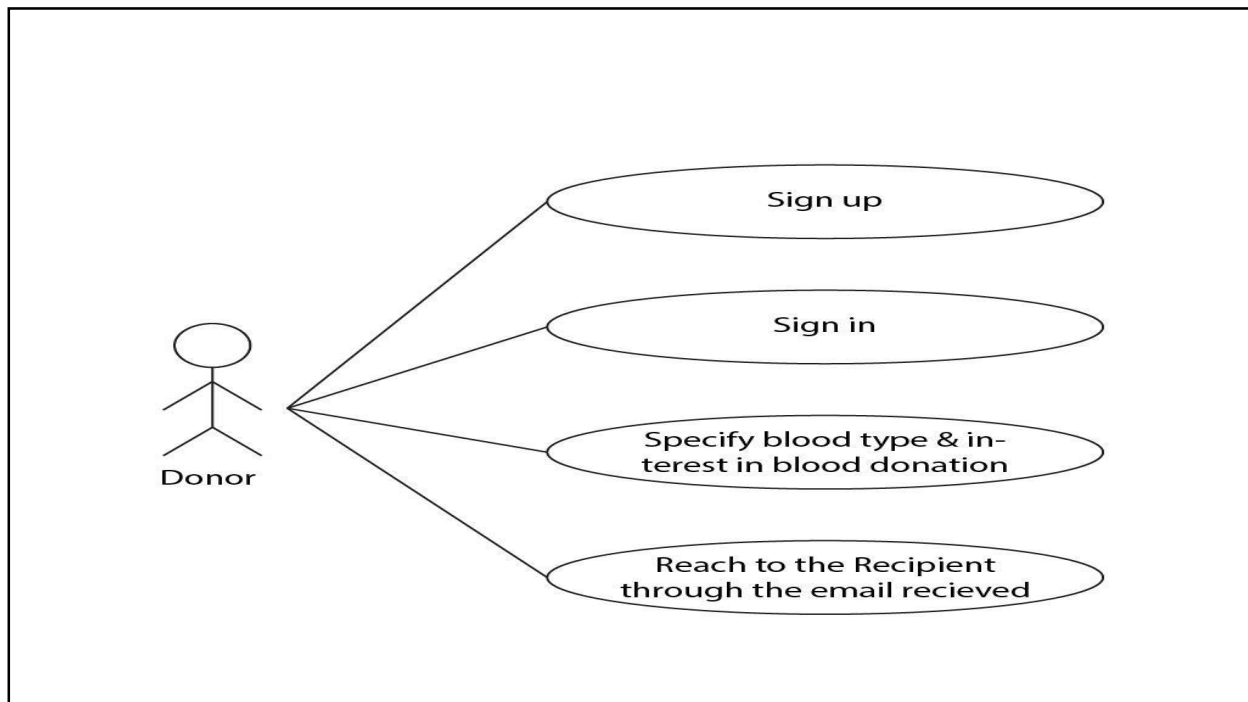 Sign up
Sign in
Specify blood type & in-
terest in blood donation
Donor
Reach to the Recipient
through the email recieved